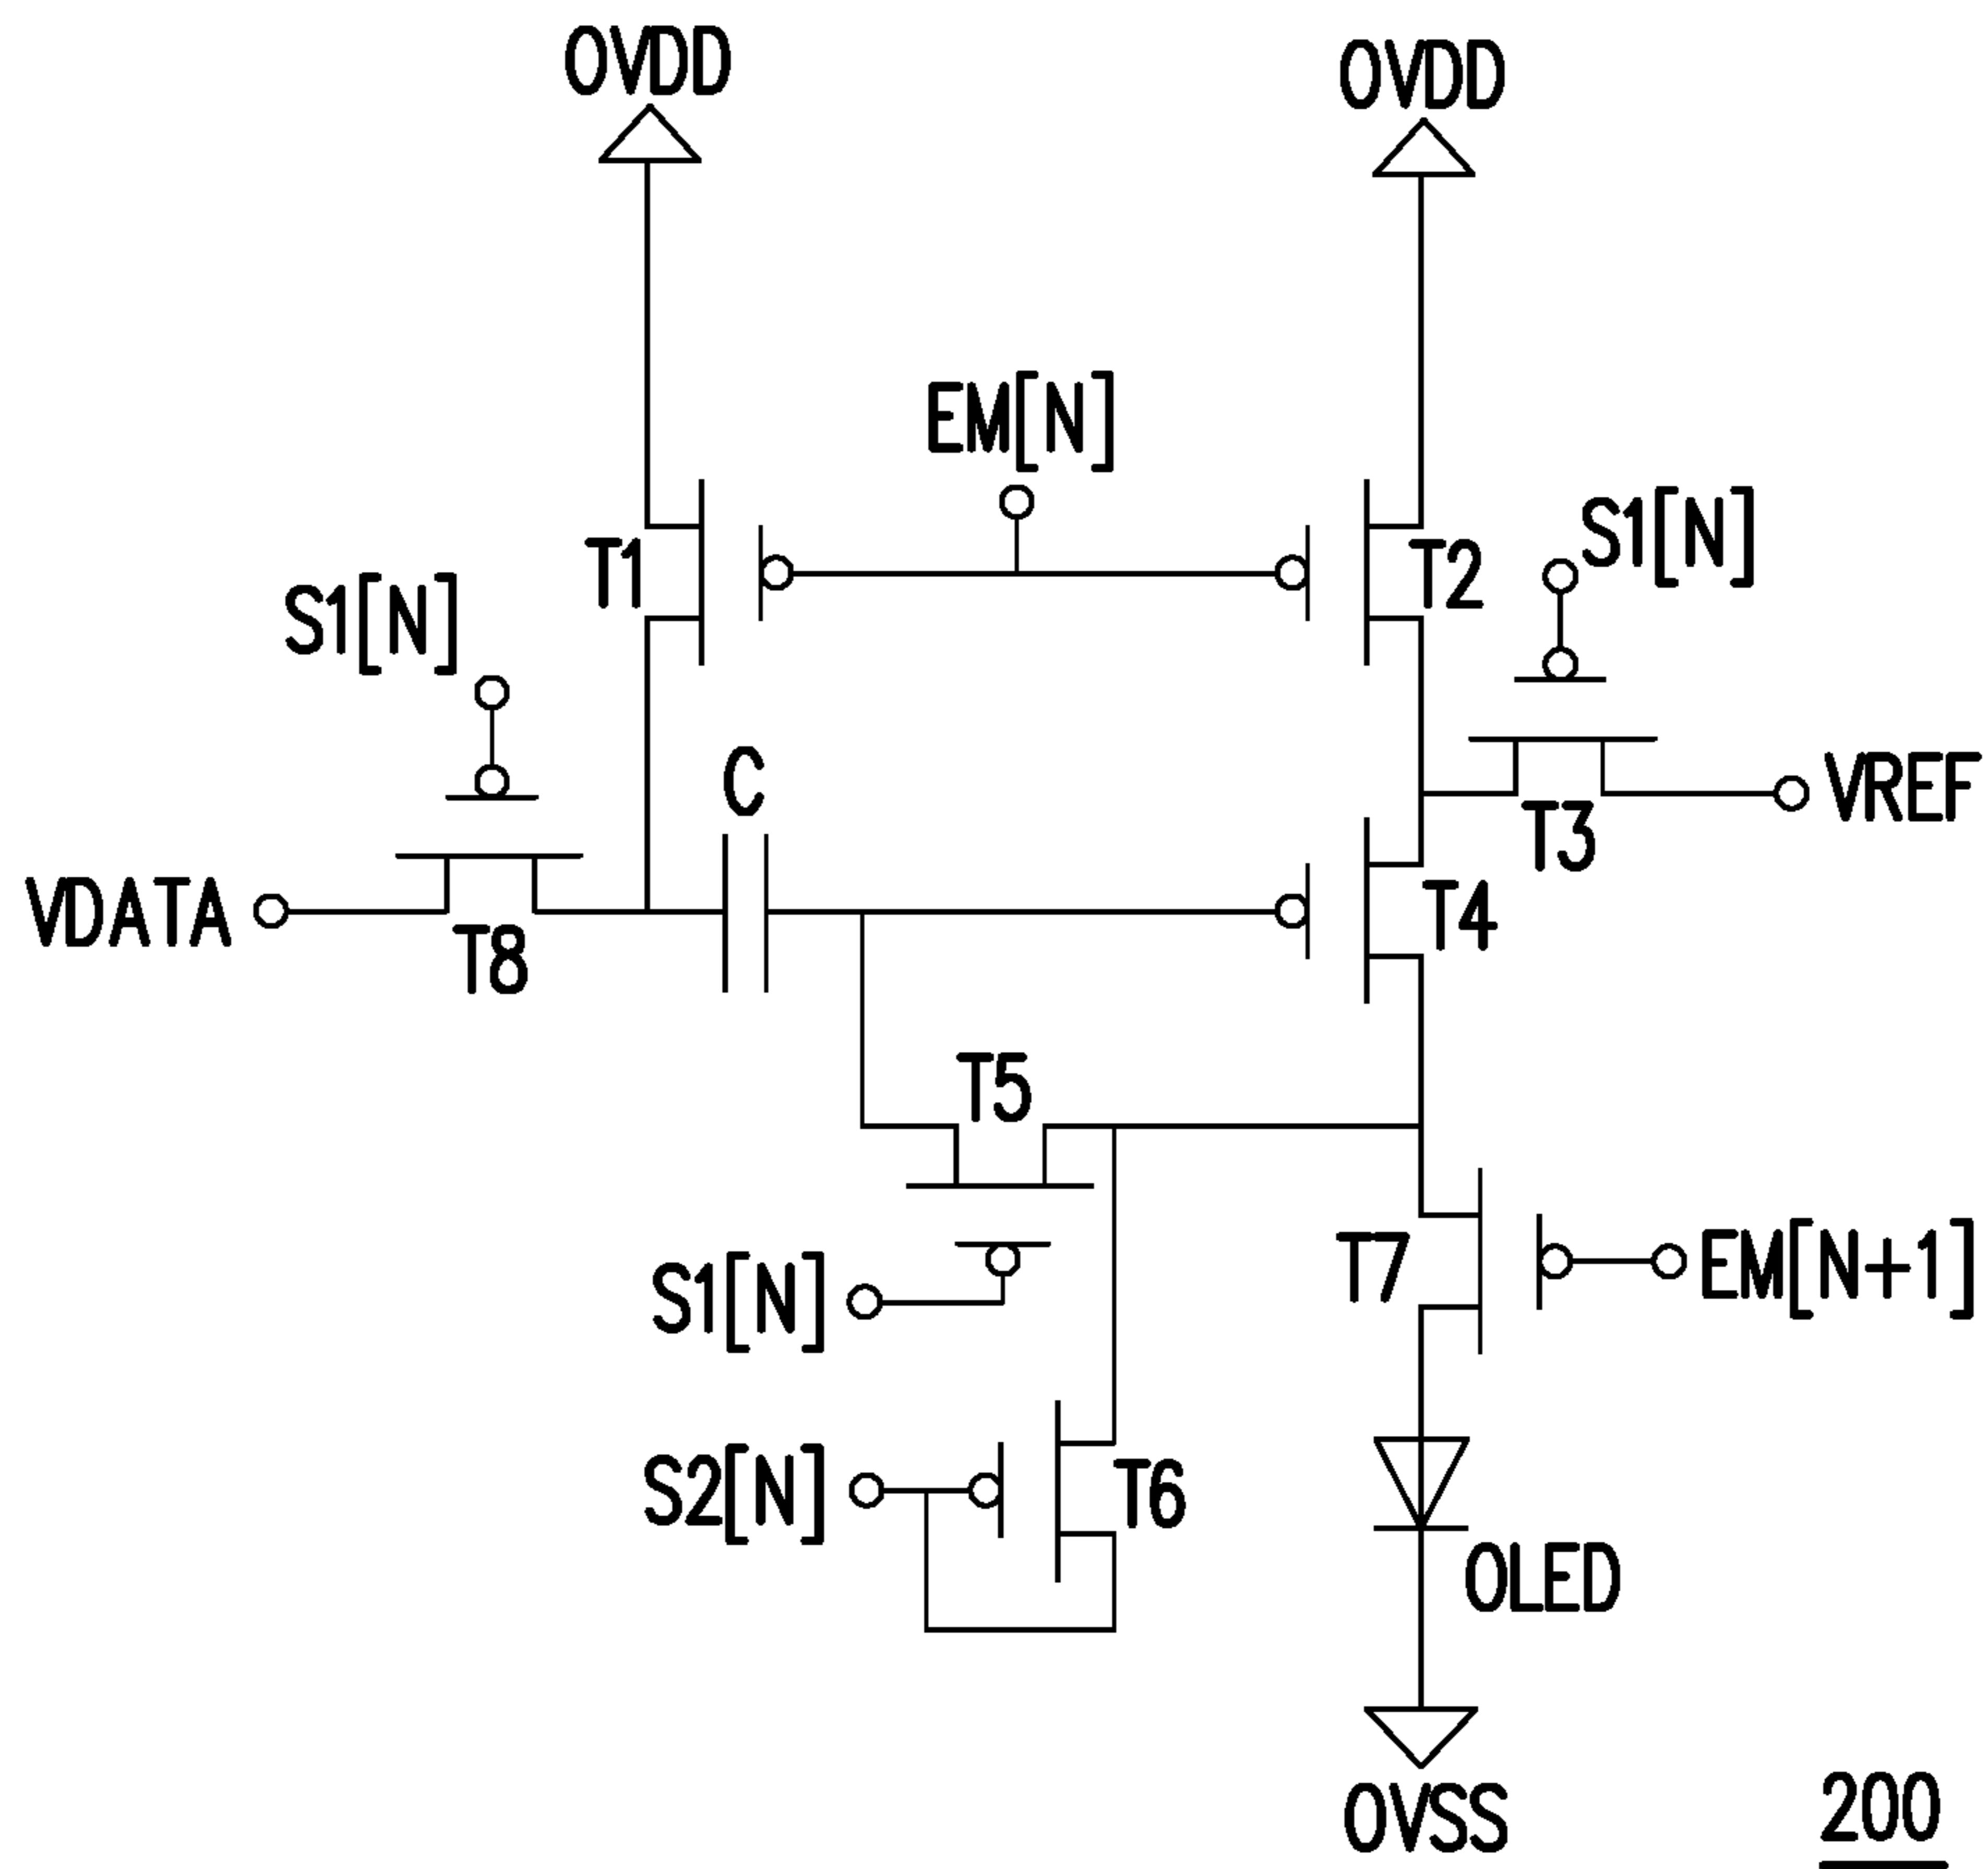 OVDD
OVDD
EM[N]
S1[N]
T1
T2
S1[N]
C
VREF
T3
VDATA
T4
T8
T5
EM[N+1]
T7
S1[N]
S2[N]
T6
OLED
OVSS
200